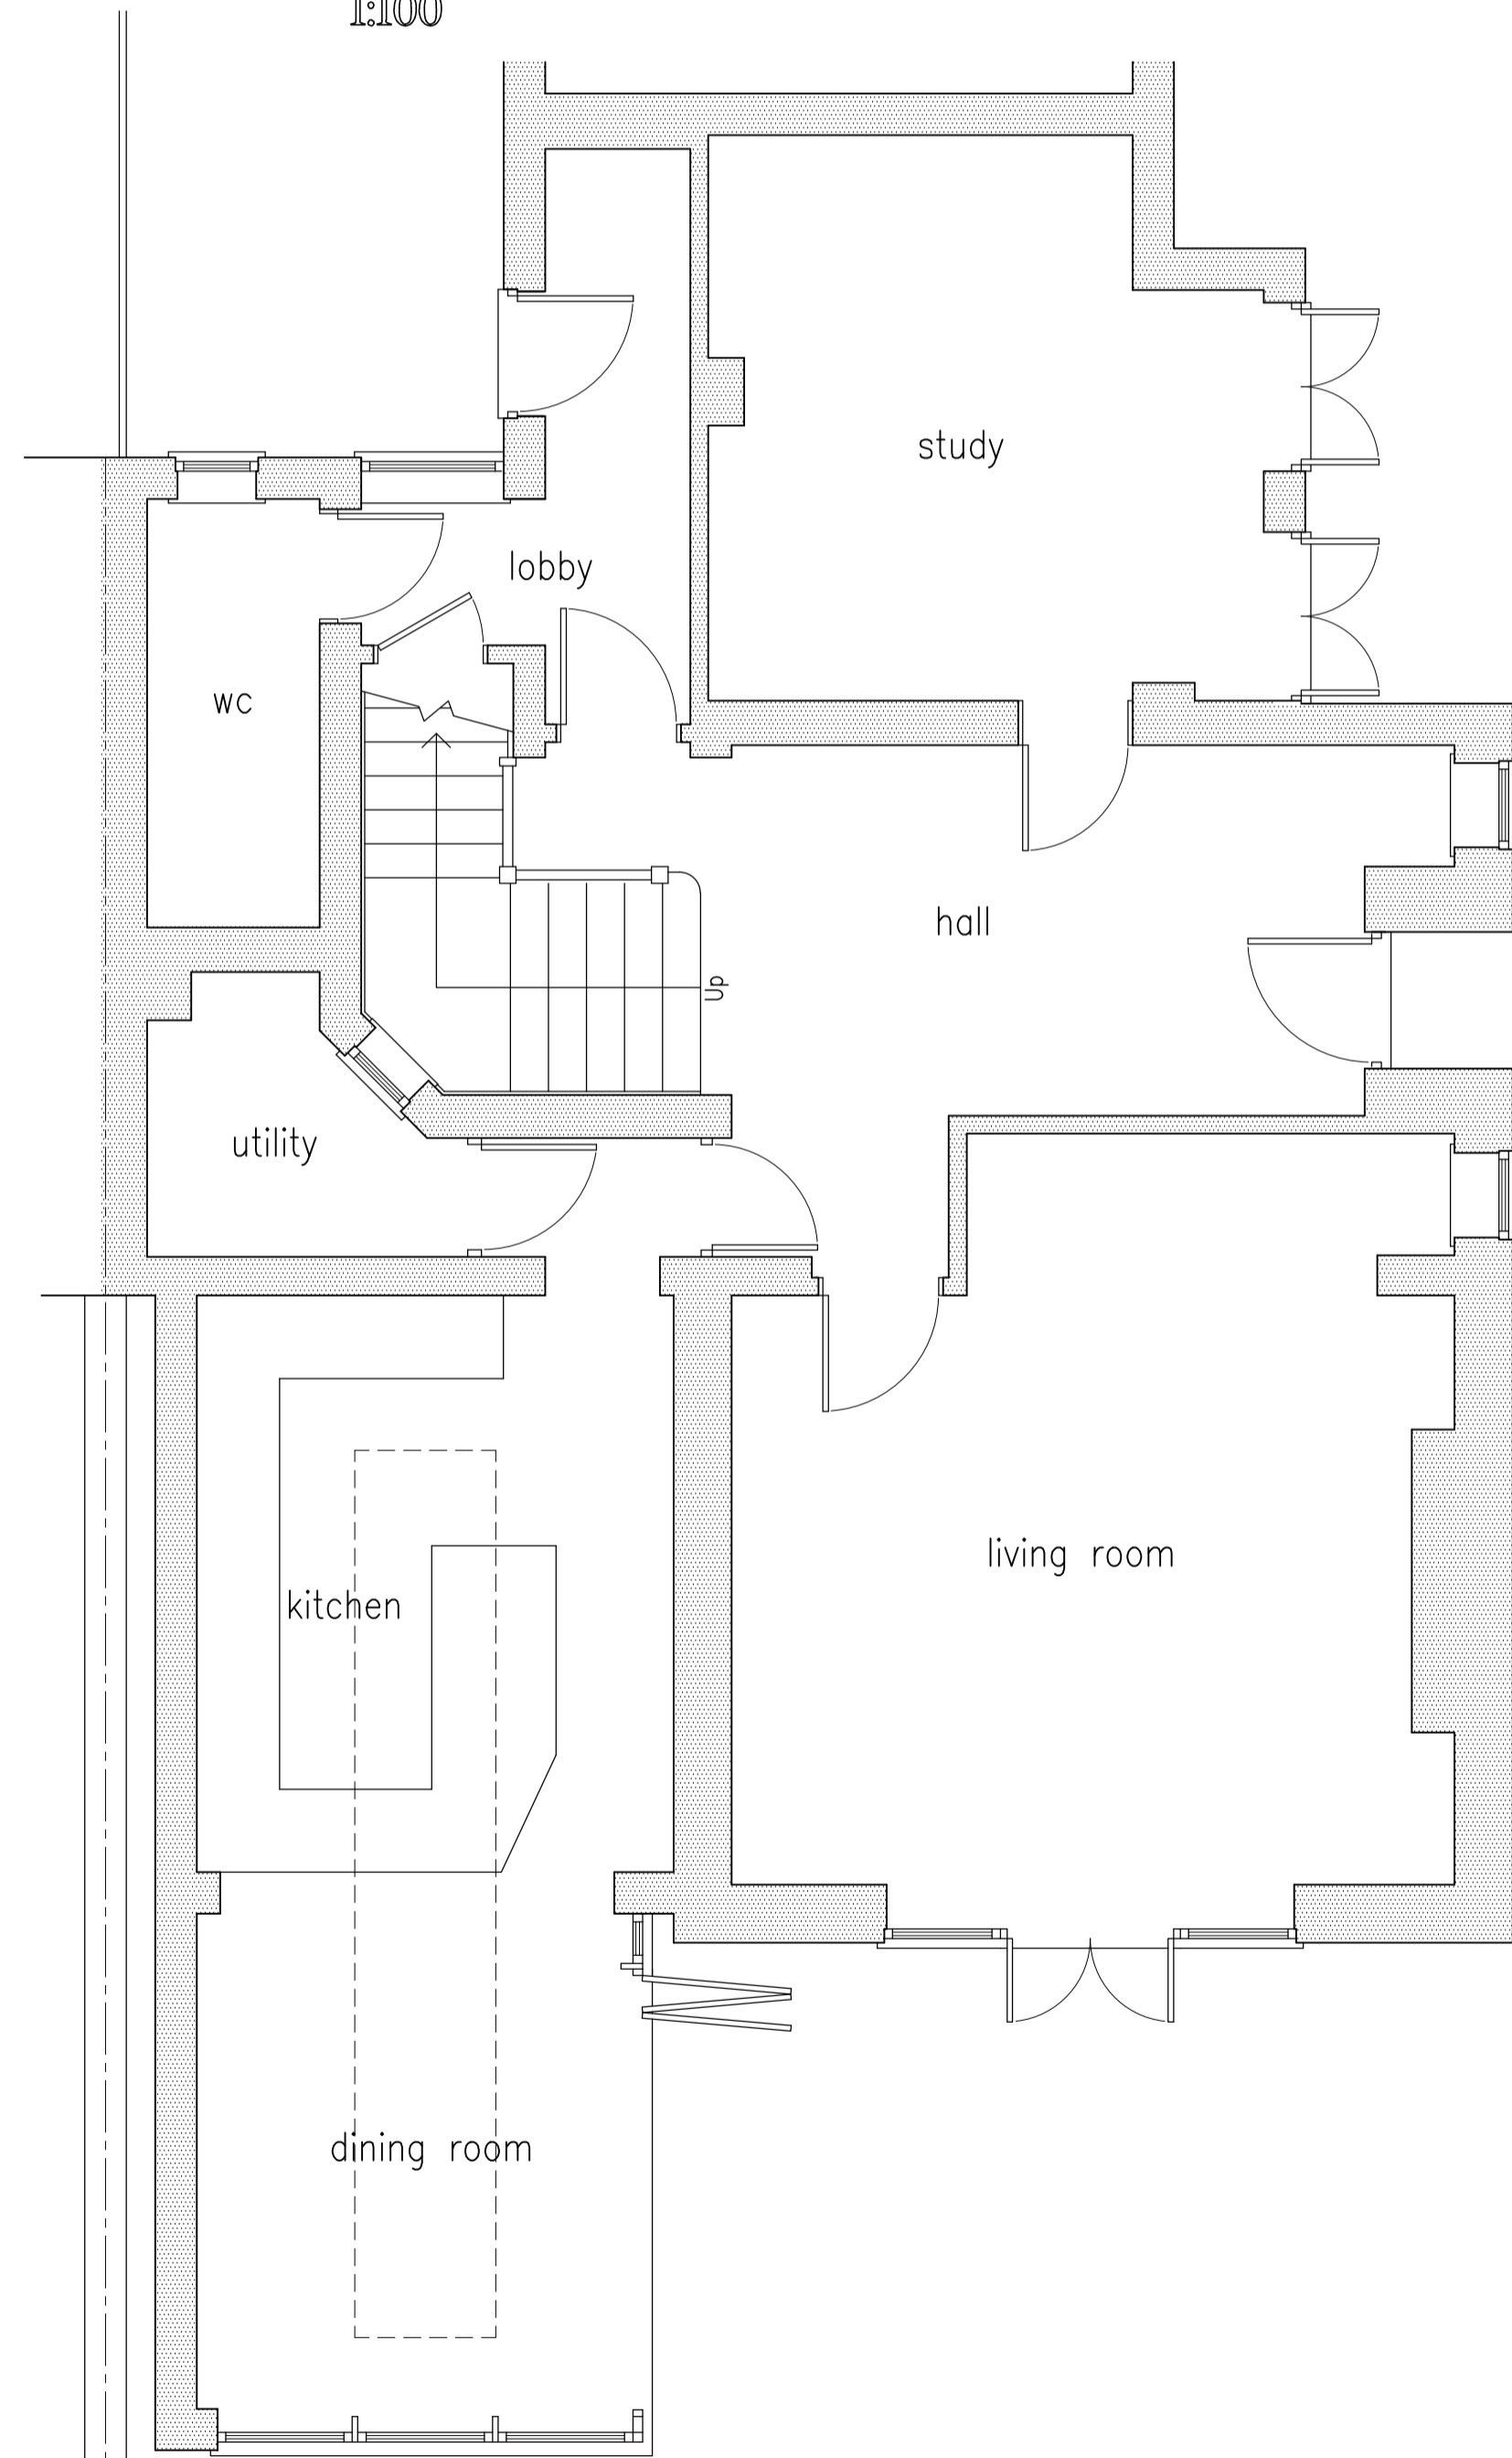 1:100
study
lobby
wc
hall
Up
utility
living room
kitchen
dining room